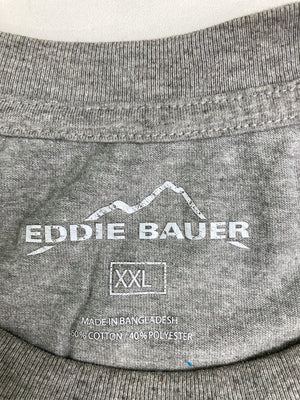 EDDIE BAUER
XXL
MADE IN BANGLADESH
60% COTTON / 40% POLYESTER